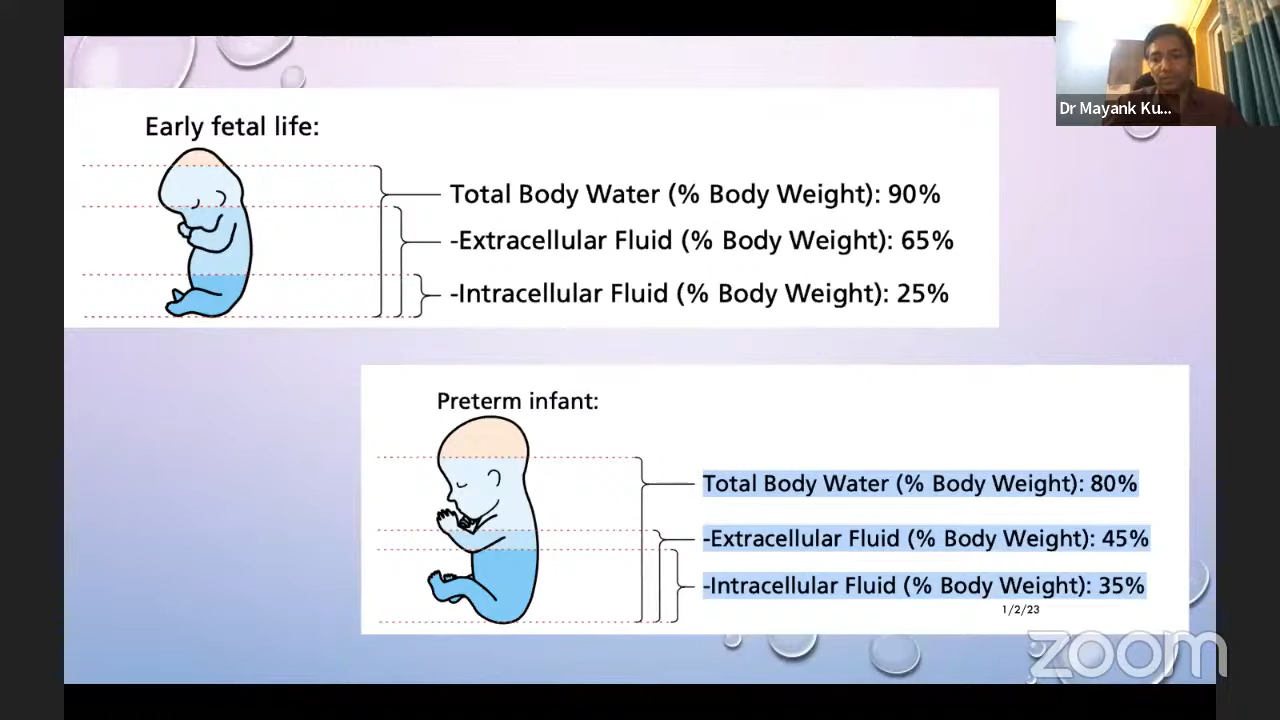 Dr Mayank Ku...
Early fetal life:
Total Body Water (% Body Weight): 90%
-Extracellular Fluid (% Body Weight): 65%
-Intracellular Fluid (% Body Weight): 25%
Preterm infant:
Total Body Water (% Body Weight): 80%
-Extracellular Fluid (% Body Weight): 45%
-Intracellular Fluid (% Body Weight): 35%
1/2/23
zoom